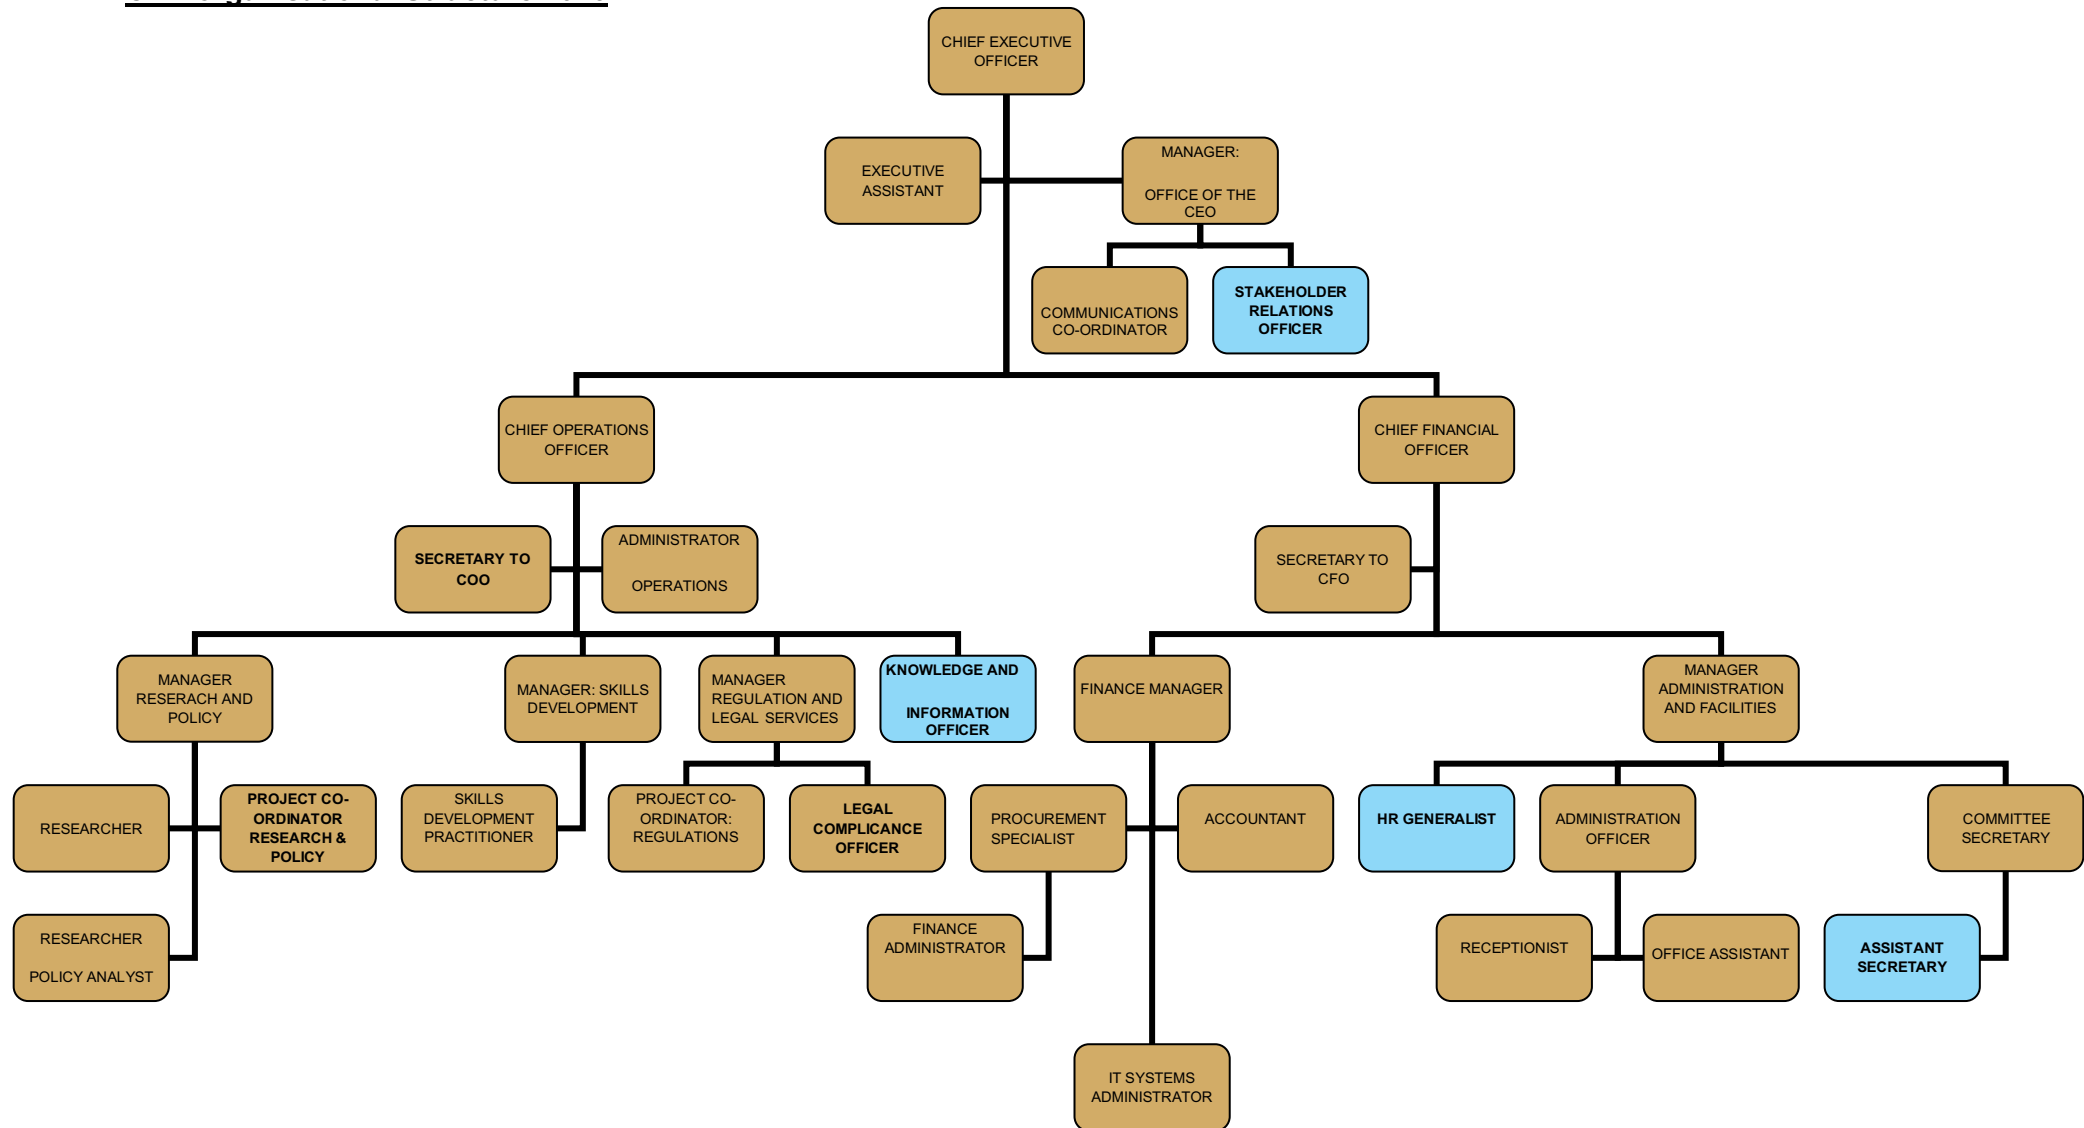 CHIEF EXECUTIVE
OFFICER
EXECUTIVE
ASSISTANT
MANAGER:
OFFICE OF THE
CEO
COMMUNICATIONS
CO-ORDINATOR
STAKEHOLDER
RELATIONS
OFFICER
CHIEF OPERATIONS
OFFICER
CHIEF FINANCIAL
OFFICER
SECRETARY TO
COO
ADMINISTRATOR
OPERATIONS
SECRETARY TO
CFO
MANAGER
RESERACH AND
POLICY
MANAGER: SKILLS
DEVELOPMENT
MANAGER
REGULATION AND
LEGAL SERVICES
KNOWLEDGE AND
INFORMATION
OFFICER
FINANCE MANAGER
MANAGER
ADMINISTRATION
AND FACILITIES
RESEARCHER
PROJECT CO-
ORDINATOR
RESEARCH &
POLICY
SKILLS
DEVELOPMENT
PRACTITIONER
PROJECT CO-
ORDINATOR:
REGULATIONS
LEGAL
COMPLICANCE
OFFICER
PROCUREMENT
SPECIALIST
ACCOUNTANT
HR GENERALIST
ADMINISTRATION
OFFICER
COMMITTEE
SECRETARY
RESEARCHER
POLICY ANALYST
FINANCE
ADMINISTRATOR
RECEPTIONIST
OFFICE ASSISTANT
ASSISTANT
SECRETARY
IT SYSTEMS
ADMINISTRATOR